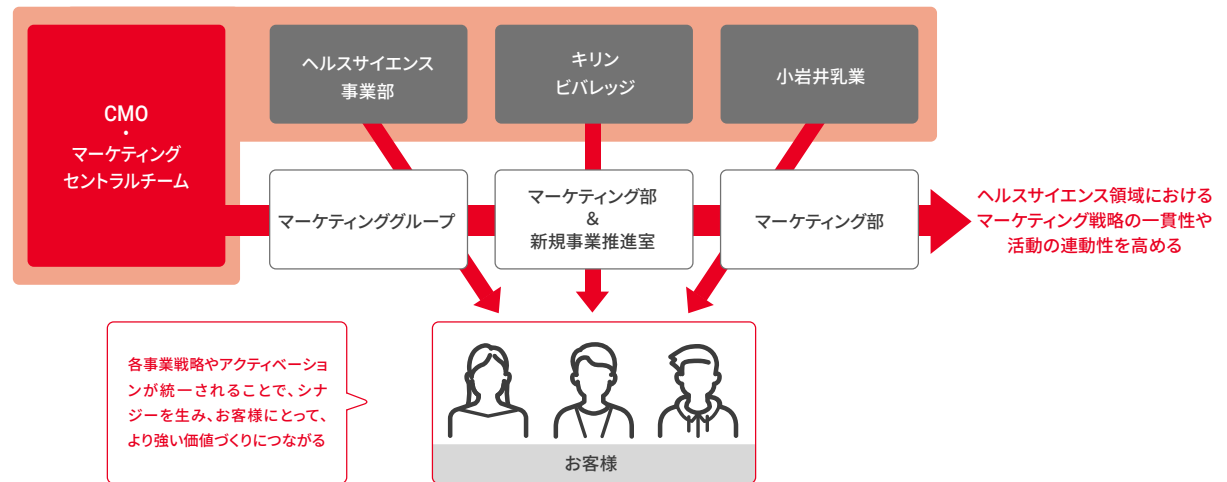 CMO
・
マーケティング
セントラルチーム
ヘルスサイエンス
事業部
キリン
ビバレッジ
小岩井乳業
マーケティンググループ
マーケティング部
&
新規事業推進室
マーケティング部
ヘルスサイエンス領域における
マーケティング戦略の一貫性や
活動の連動性を高める
各事業戦略やアクティベーショ
ンが統一されることで、シナ
ジーを生み、お客様にとって、
より強い価値づくりにつながる
お客様